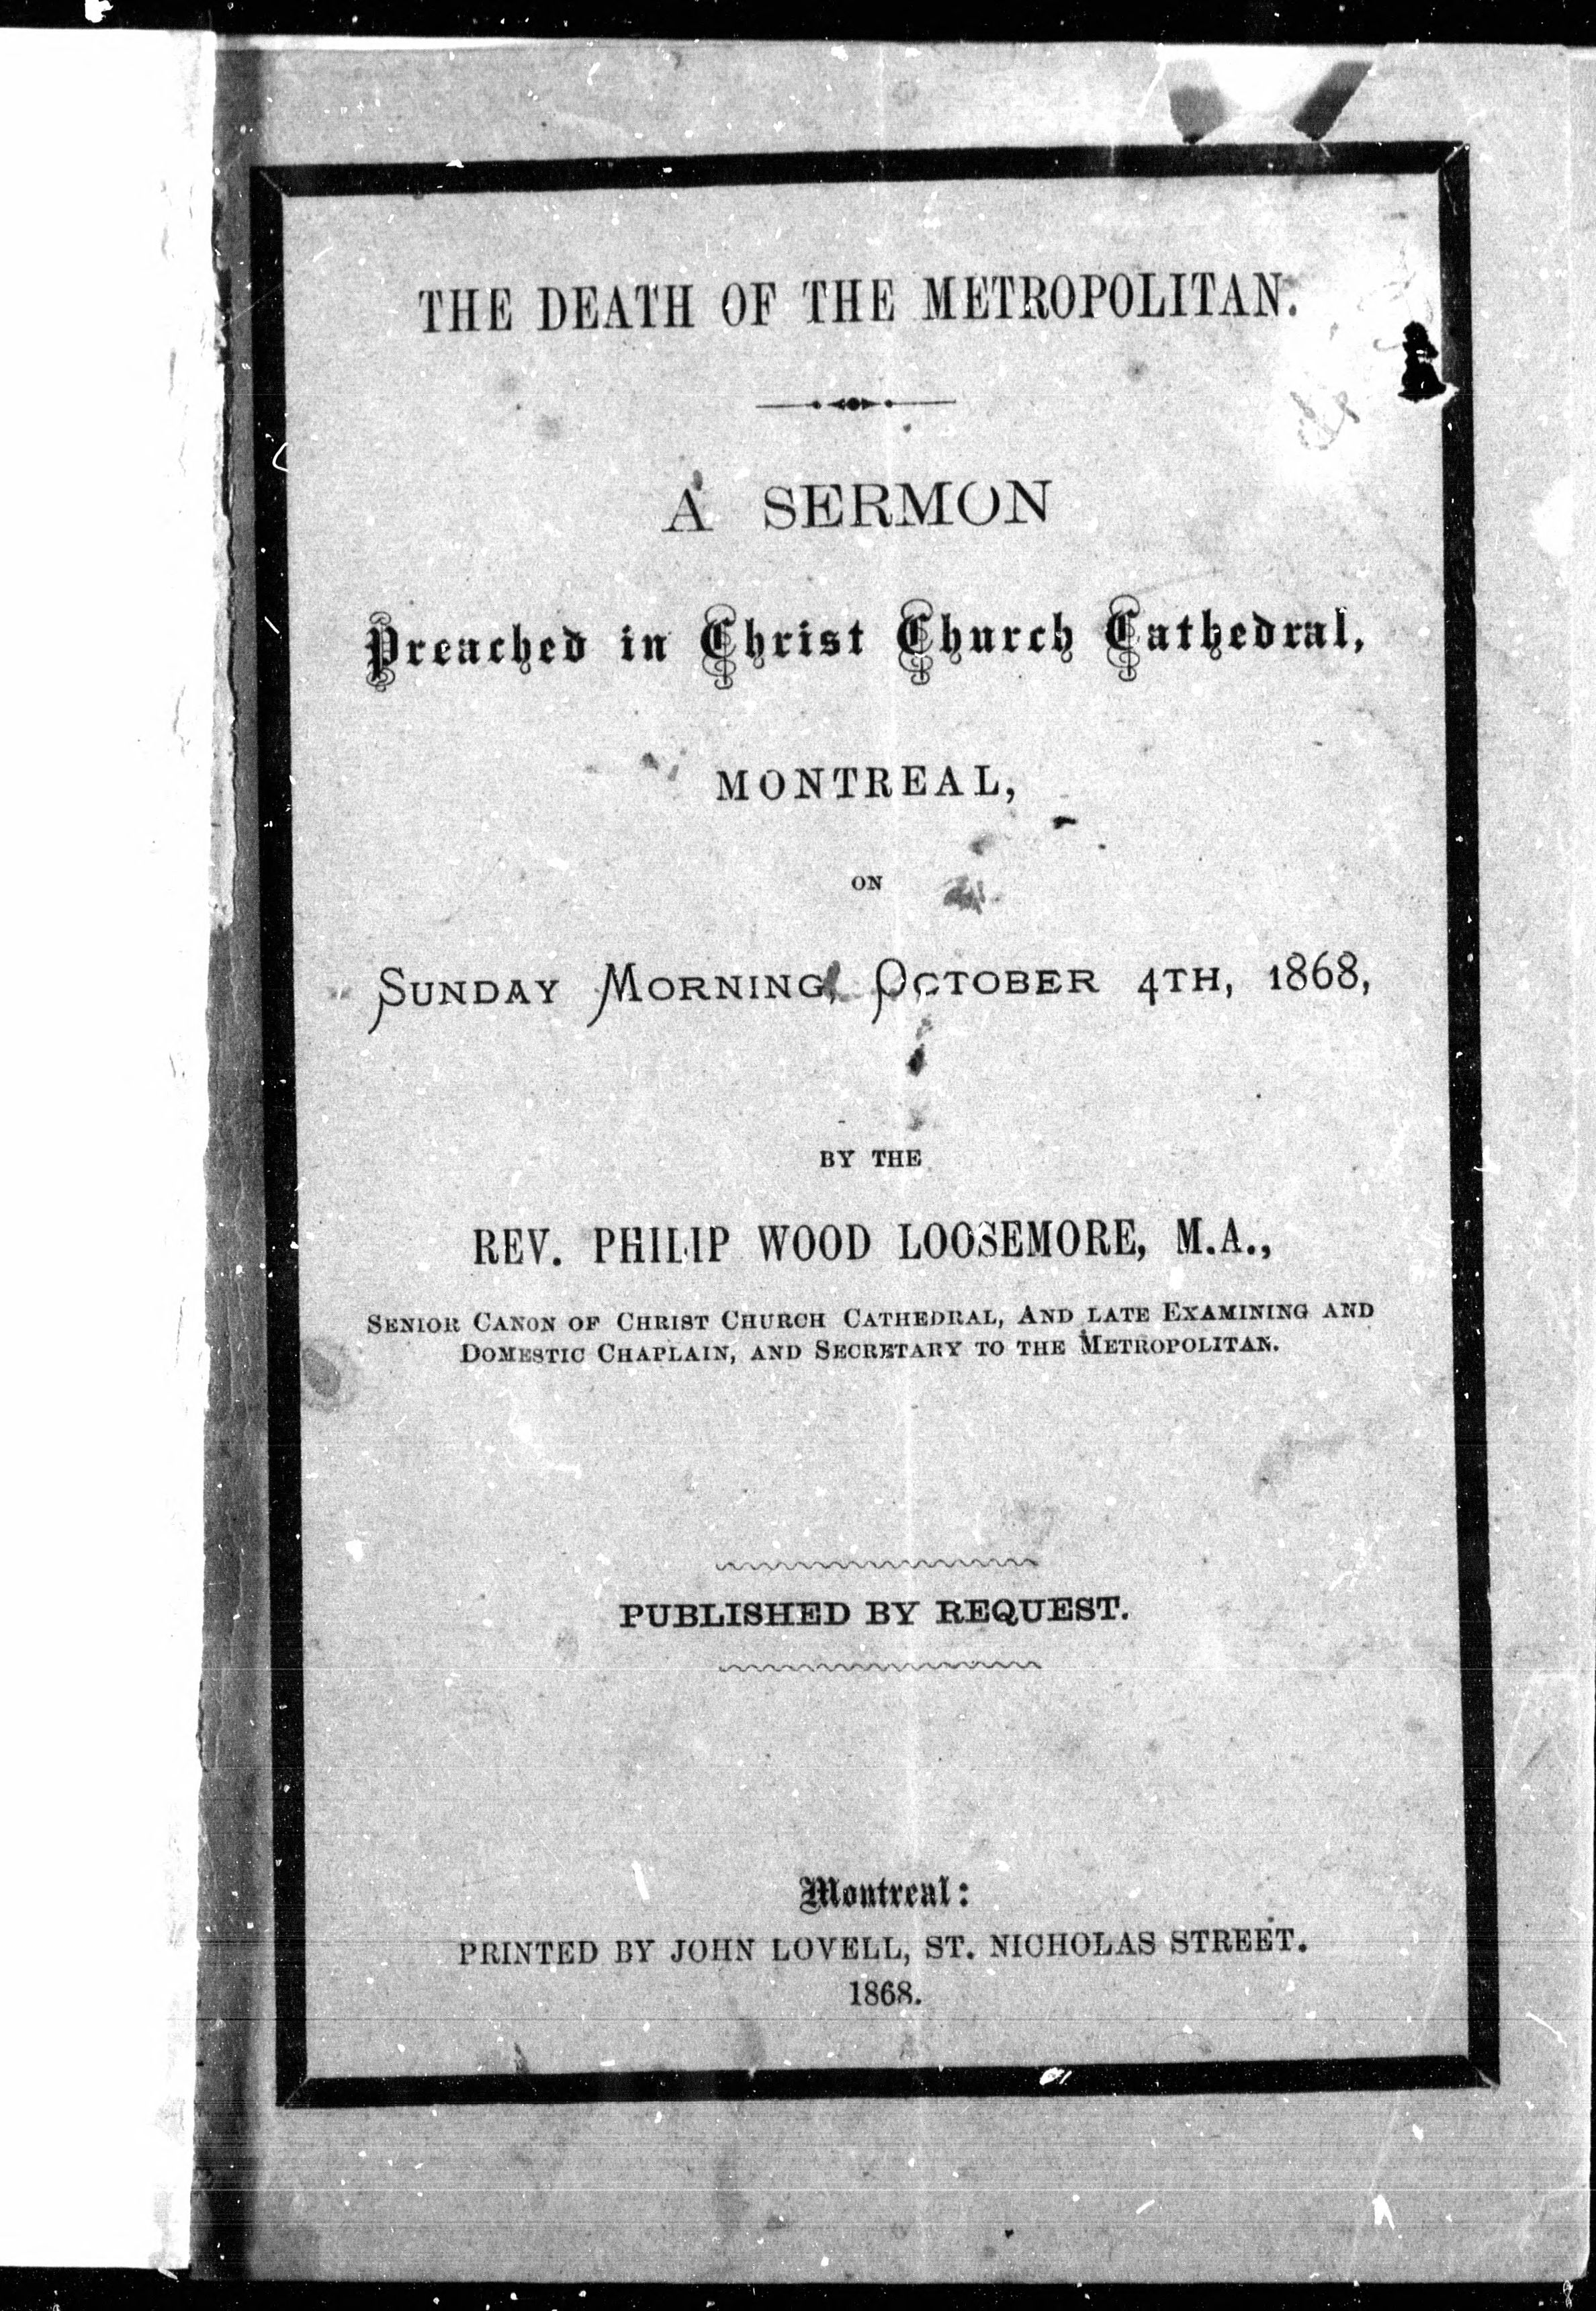 THE DEATH OF THE METROPOLITAN.
A SERMON
Preached in Christ Church Cathedral,
MONTREAL,
ON
SUNDAY MORNING, OCTOBER 4TH, 1868,
BY THE
REV. PHILIP WOOD LOOSEMORE, M.A.,
SENIOR CANON OF CHRIST CHURCH CATHEDRAL, AND LATE EXAMINING AND
DOMESTIC CHAPLAIN, AND SECRETARY TO THE METROPOLITAN.
PUBLISHED BY REQUEST.
Montreal:
PRINTED BY JOHN LOVELL, ST. NICHOLAS STREET.
1868.